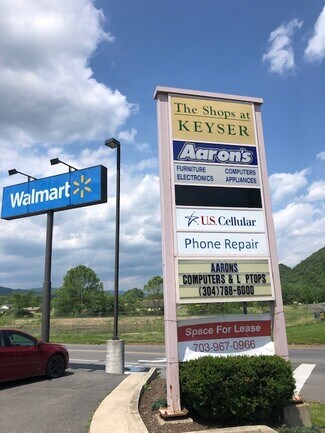 Walmart
The Shops at
KEYSER
Aaron's
FURNITURE COMPUTERS
ELECTRONICS APPLIANCES
U.S. Cellular
Phone Repair
AARONS
COMPUTERS & L PTOPS
(304)788-6000
Space For Lease
703-967-0966